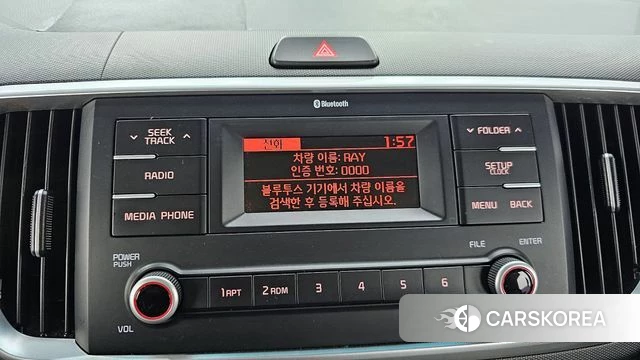 Bluetooth
SEEK
TRACK
RADIO
MEDIA PHONE
전화 1:57
차량 이름: RAY
인증 번호: 0000
블루투스 기기에서 차량 이름을
검색한 후 등록해 주십시오.
FOLDER
SETUP
CLOCK
MENU BACK
POWER
PUSH
VOL
1 RPT 2 RDM 3 4 5 6
FILE ENTER
CARSKOREA